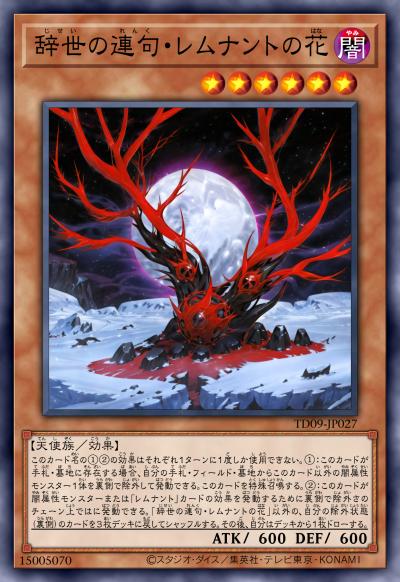 辞世の連句・レムナントの花
闇
TD09-JP027
【天使族/効果】
このカード名の①②の効果はそれぞれ1ターンに1度しか使用できない。①:このカードが
手札・墓地に存在する場合、自分の手札・フィールド・墓地からこのカード以外の闇属性
モンスター1体を裏側で除外して発動できる。このカードを特殊召喚する。②:このカードが
闇属性モンスターまたは「レムナント」カードの効果を発動するために裏側で除外された
チェーン上ではに発動できる。「辞世の連句・レムナントの花」以外の、自分の除外状態
(裏側)のカードを3枚デッキに戻してシャッフルする。その後、自分はデッキから1枚ドローする。
ATK/ 600 DEF/ 600
15005070
©スタジオ・ダイス/集英社・テレビ東京・KONAMI